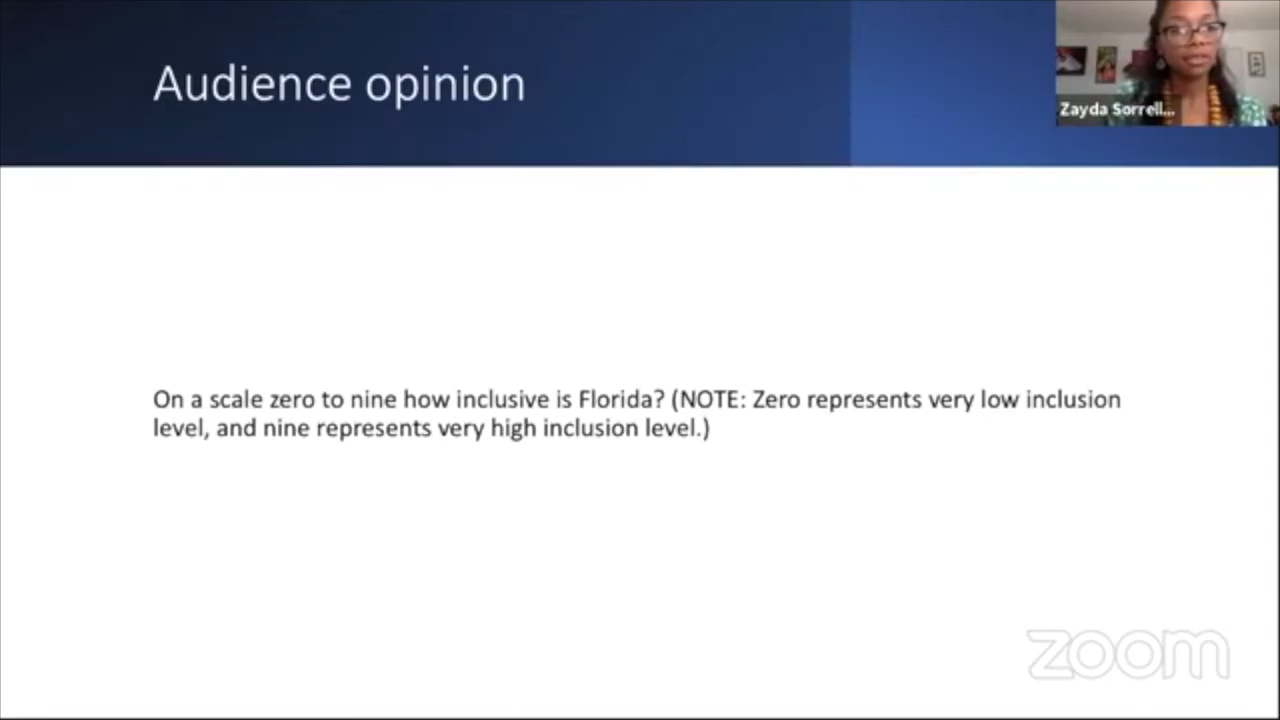 Audience opinion
Zayda Sorrell...
On a scale zero to nine how inclusive is Florida? (NOTE: Zero represents very low inclusion
level, and nine represents very high inclusion level.)
zoom